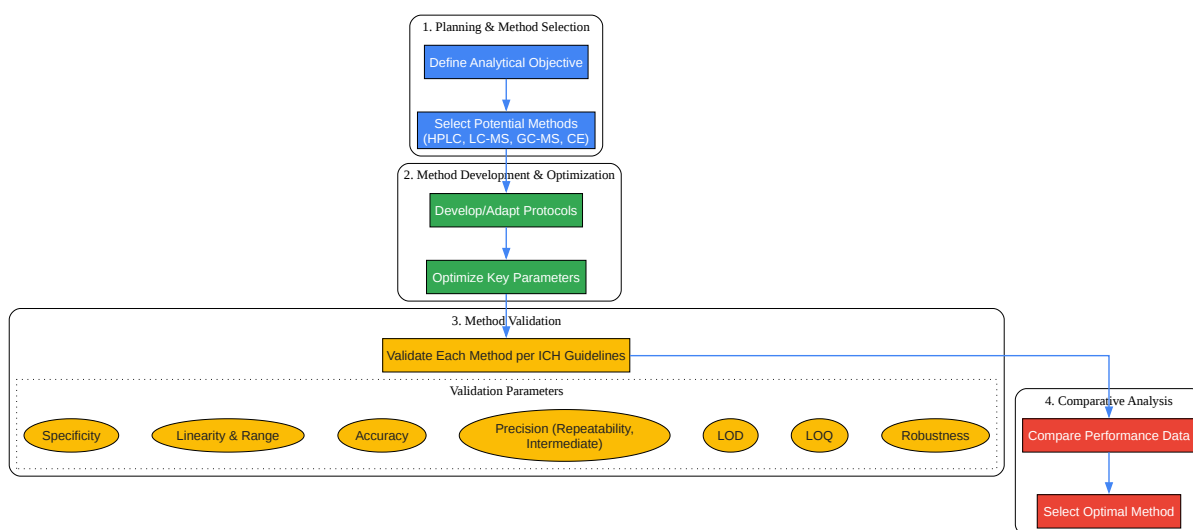 1. Planning & Method Selection
Define Analytical Objective
Select Potential Methods
(HPLC, LC-MS, GC-MS, CE)
2. Method Development & Optimization
Develop/Adapt Protocols
Optimize Key Parameters
3. Method Validation
Validate Each Method per ICH Guidelines
Validation Parameters
Specificity
Linearity & Range
Accuracy
Precision (Repeatability,
Intermediate)
LOD
LOQ
Robustness
4. Comparative Analysis
Compare Performance Data
Select Optimal Method